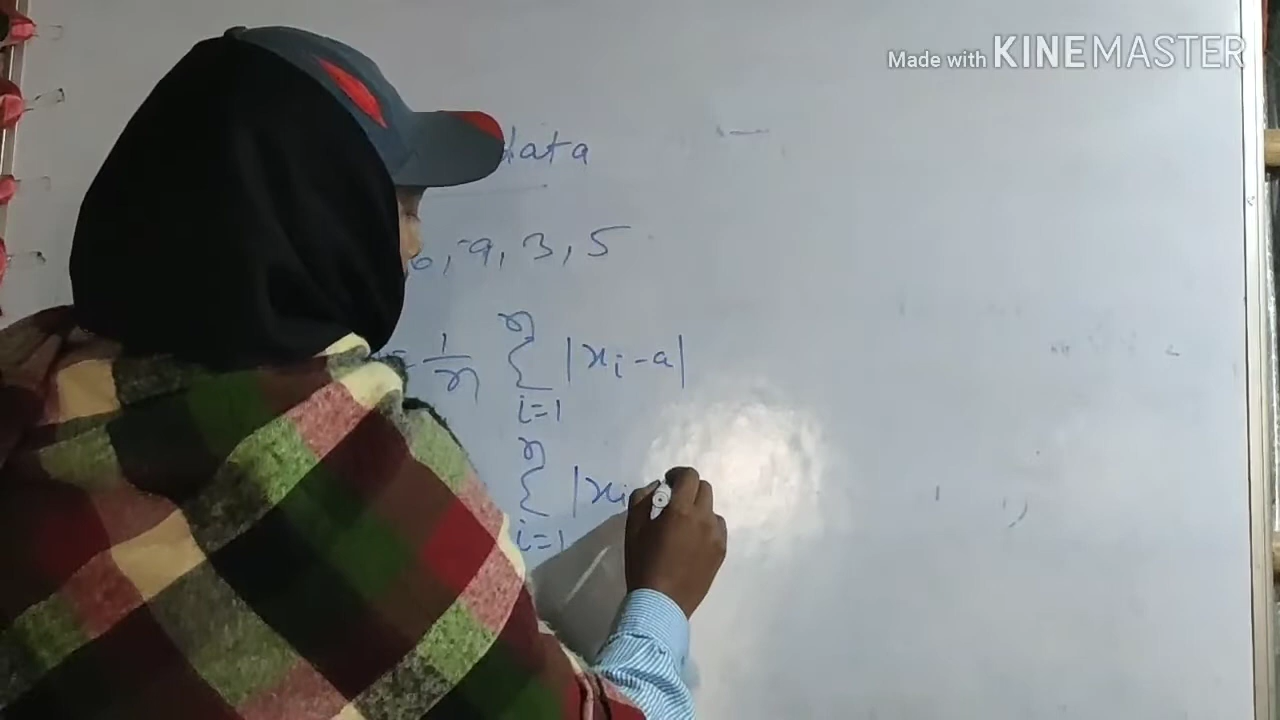 Made with KINEMASTER
data
6, -9, 3, 5
= 1/n n Σ i=1 |xi - a|
n Σ i=1 |xi